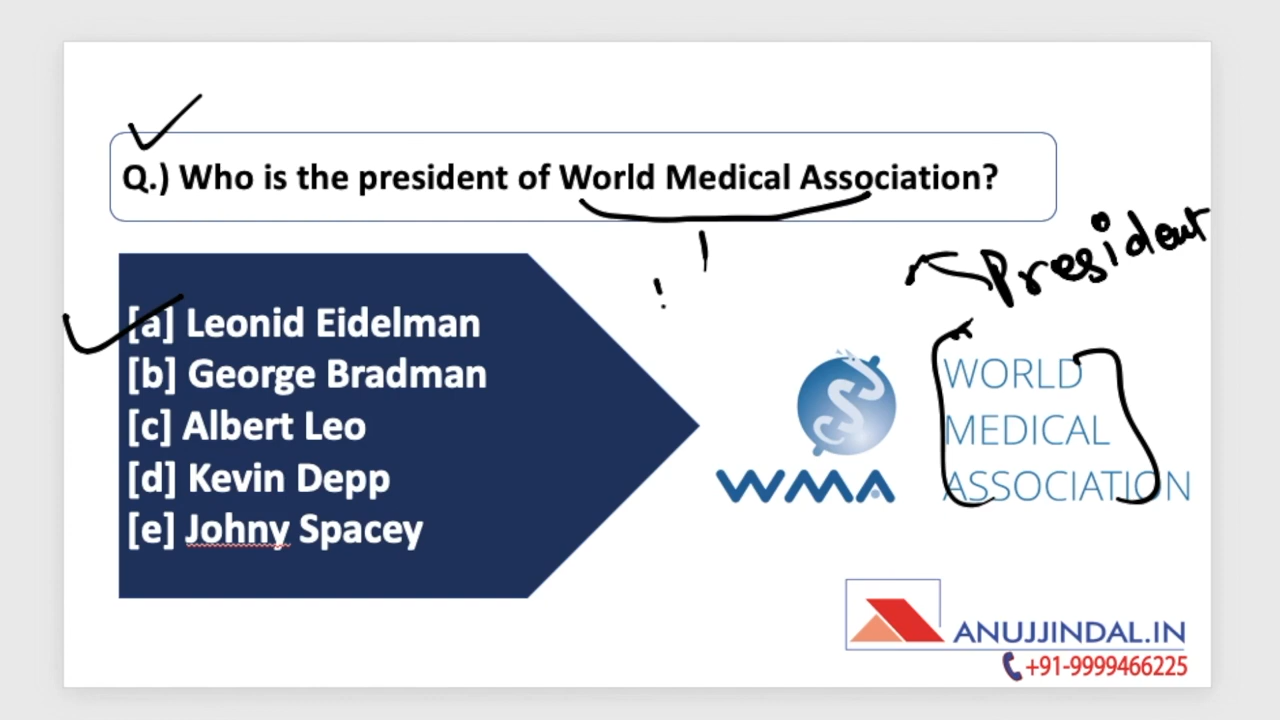 Q.) Who is the president of World Medical Association?
President
[a] Leonid Eidelman
[b] George Bradman
[c] Albert Leo
[d] Kevin Depp
[e] Johny Spacey
WORLD
MEDICAL
ASSOCIATION
WMA
ANUJJINDAL.IN
+91-9999466225